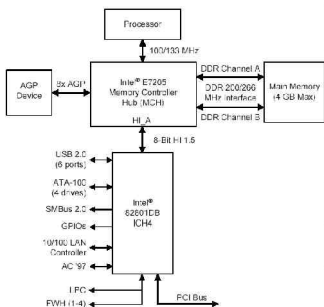 Processor
100/133 MHz
AGP
Device
8x AGP
Intel® E7205
Memory Controller
Hub (MCH)
HI_A
DDR Channel A
DDR 200/266
MHz Interface
DDR Channel B
Main Memory
(4 GB Max)
8-Bit HI 1.5
USB 2.0
(6 ports)
ATA-100
(4 drives)
SMBus 2.0
GPIOs
10/100 LAN
Controller
AC '97
Intel®
82801DB
ICH4
LPC
FWH (1-4)
PCI Bus